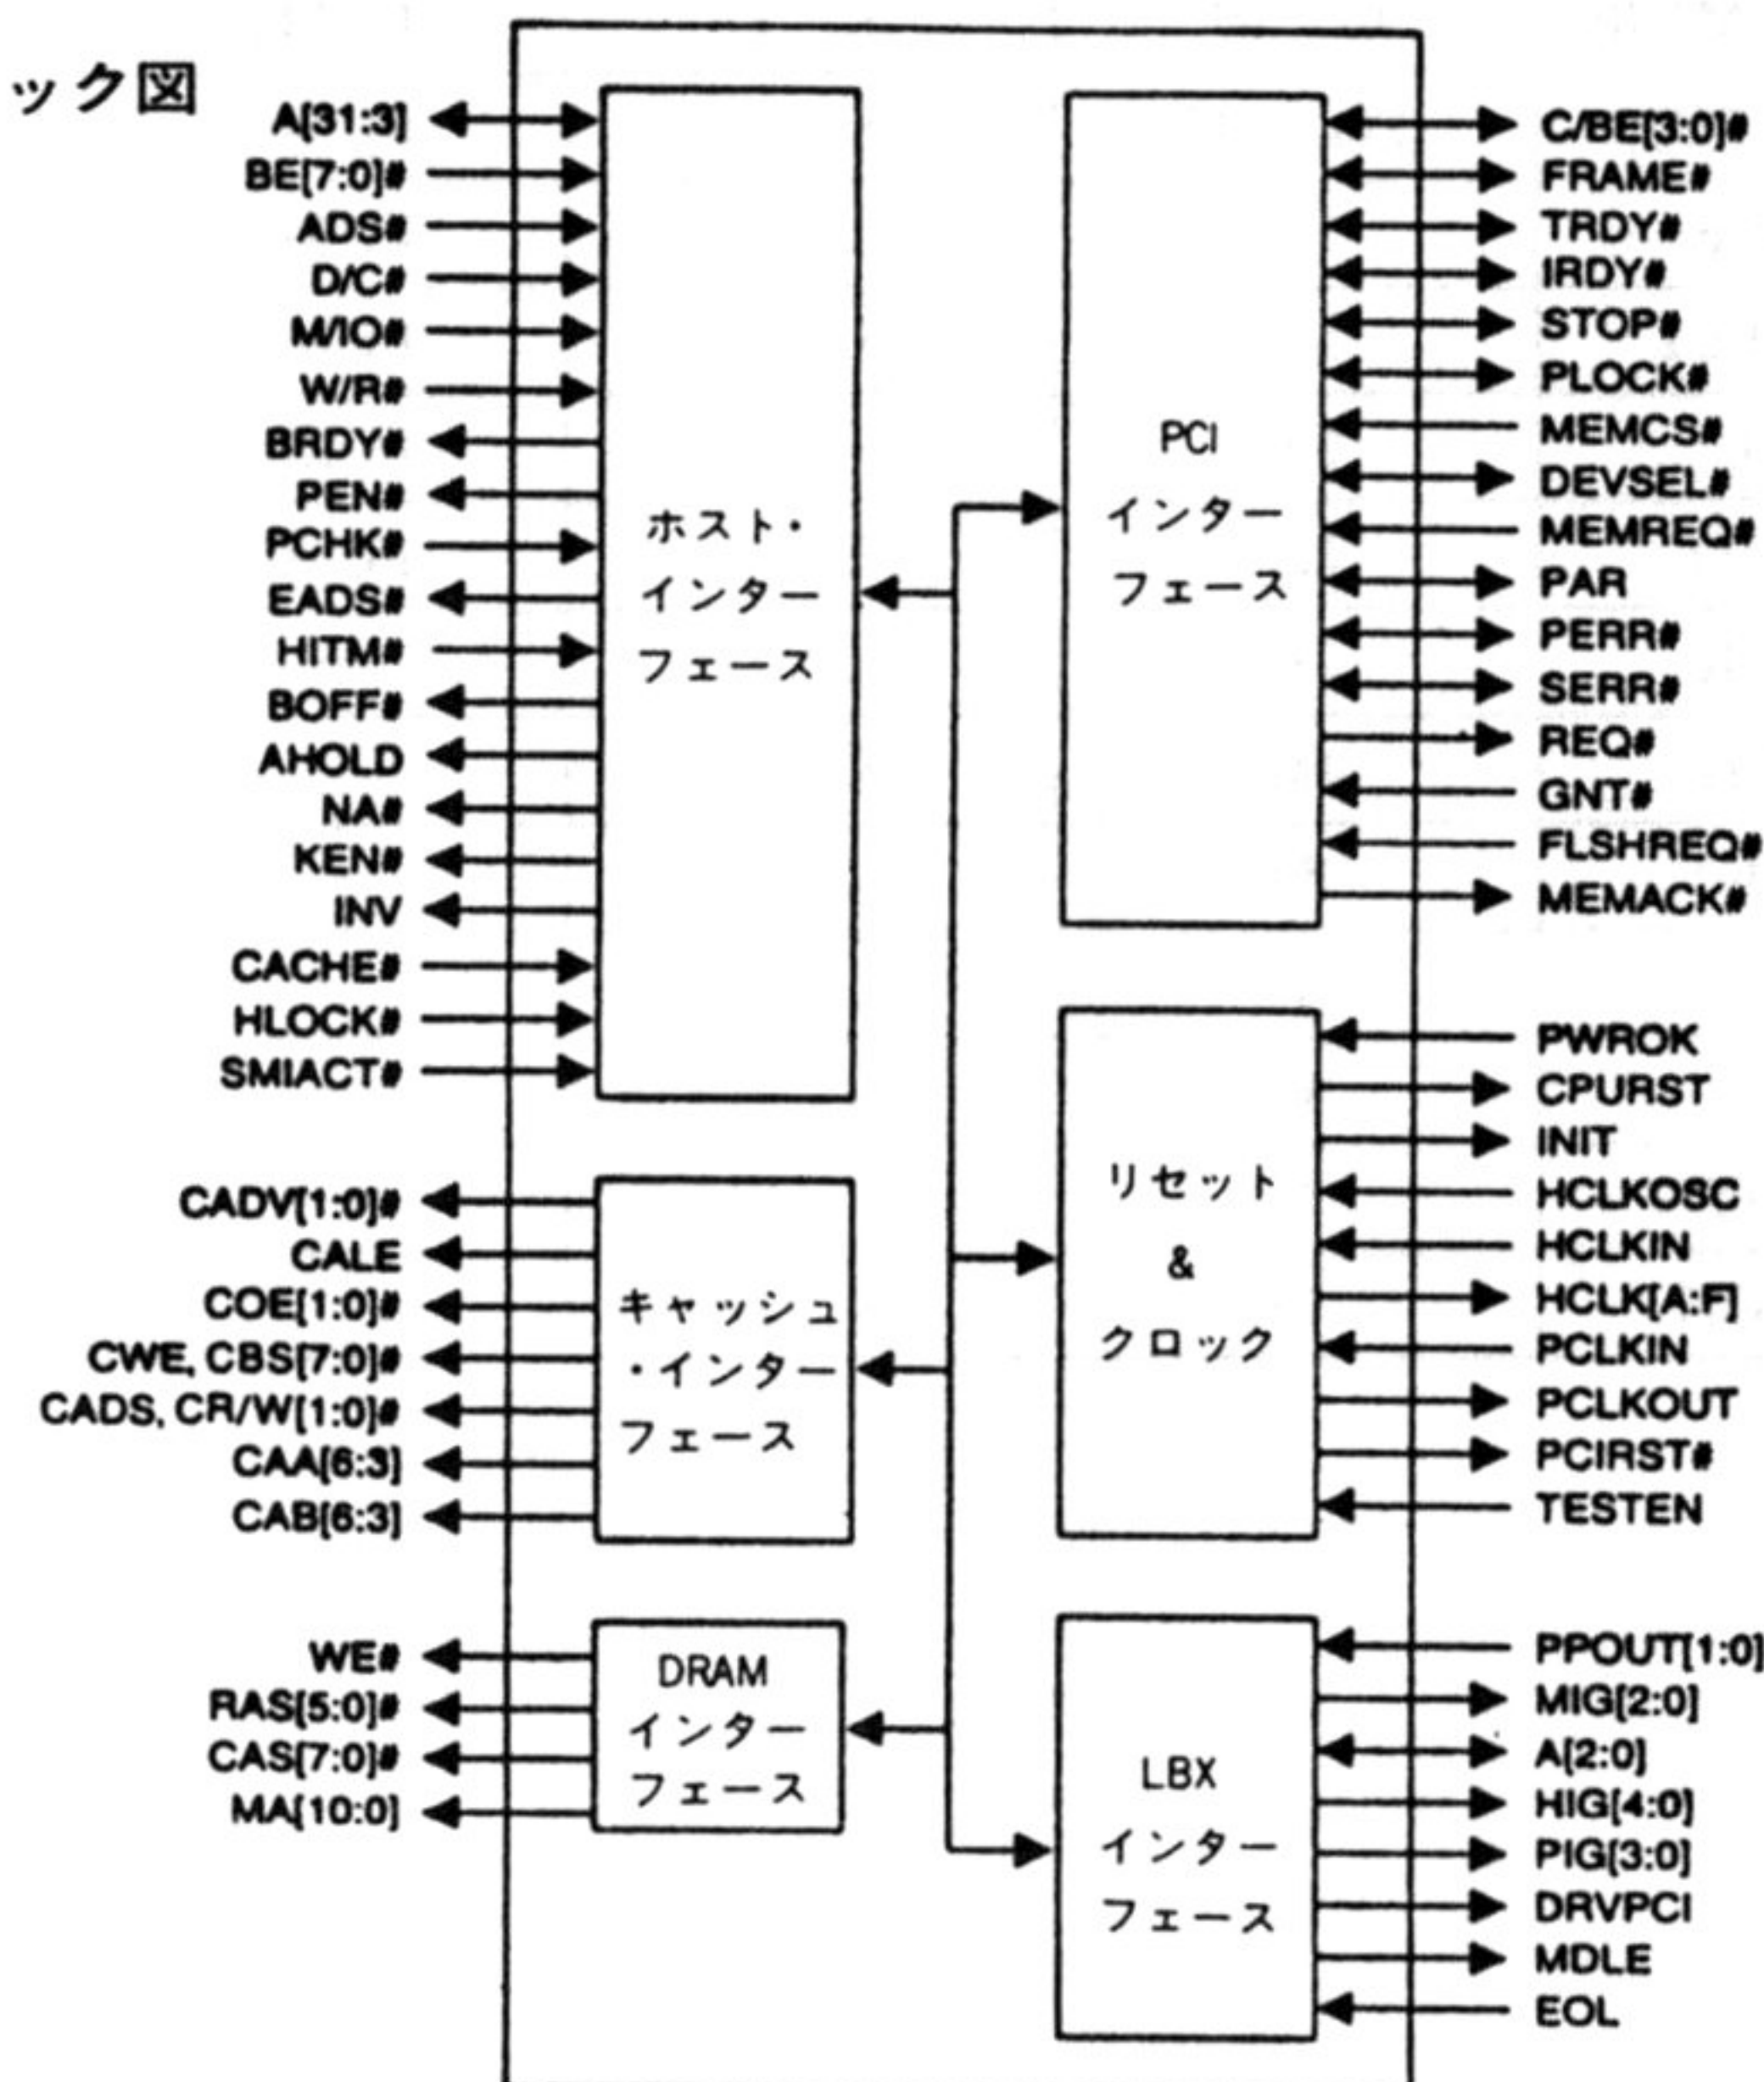 ック図
A[31:3]
BE[7:0]#
ADS#
D/C#
M/IO#
W/R#
BRDY#
PEN#
PCHK#
EADS#
HITM#
BOFF#
AHOLD
NA#
KEN#
INV
CACHE#
HLOCK#
SMIACT#
ホスト・
インター
フェース
CADV[1:0]#
CALE
COE[1:0]#
CWE, CBS[7:0]#
CADS, CR/W[1:0]#
CAA[6:3]
CAB[6:3]
キャッシュ
・インター
フェース
WE#
RAS[5:0]#
CAS[7:0]#
MA[10:0]
DRAM
インター
フェース
PCI
インター
フェース
C/BE[3:0]#
FRAME#
TRDY#
IRDY#
STOP#
PLOCK#
MEMCS#
DEVSEL#
MEMREQ#
PAR
PERR#
SERR#
REQ#
GNT#
FLSHREQ#
MEMACK#
リセット
&
クロック
PWROK
CPURST
INIT
HCLKOSC
HCLKIN
HCLK[A:F]
PCLKIN
PCLKOUT
PCIRST#
TESTEN
LBX
インター
フェース
PPOUT[1:0]
MIG[2:0]
A[2:0]
HIG[4:0]
PIG[3:0]
DRVPCI
MDLE
EOL